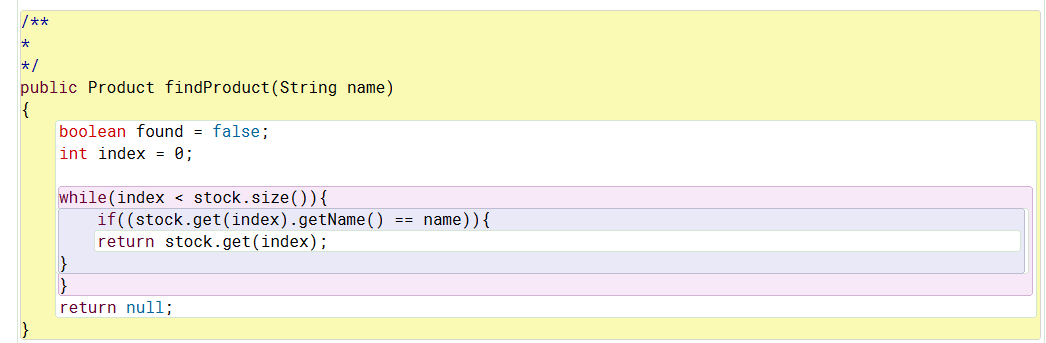 /**
*
*/
public Product findProduct(String name)
{
boolean found = false;
int index = 0;
while(index < stock.size()){
if((stock.get(index).getName() == name)){
return stock.get(index);
}
}
return null;
}